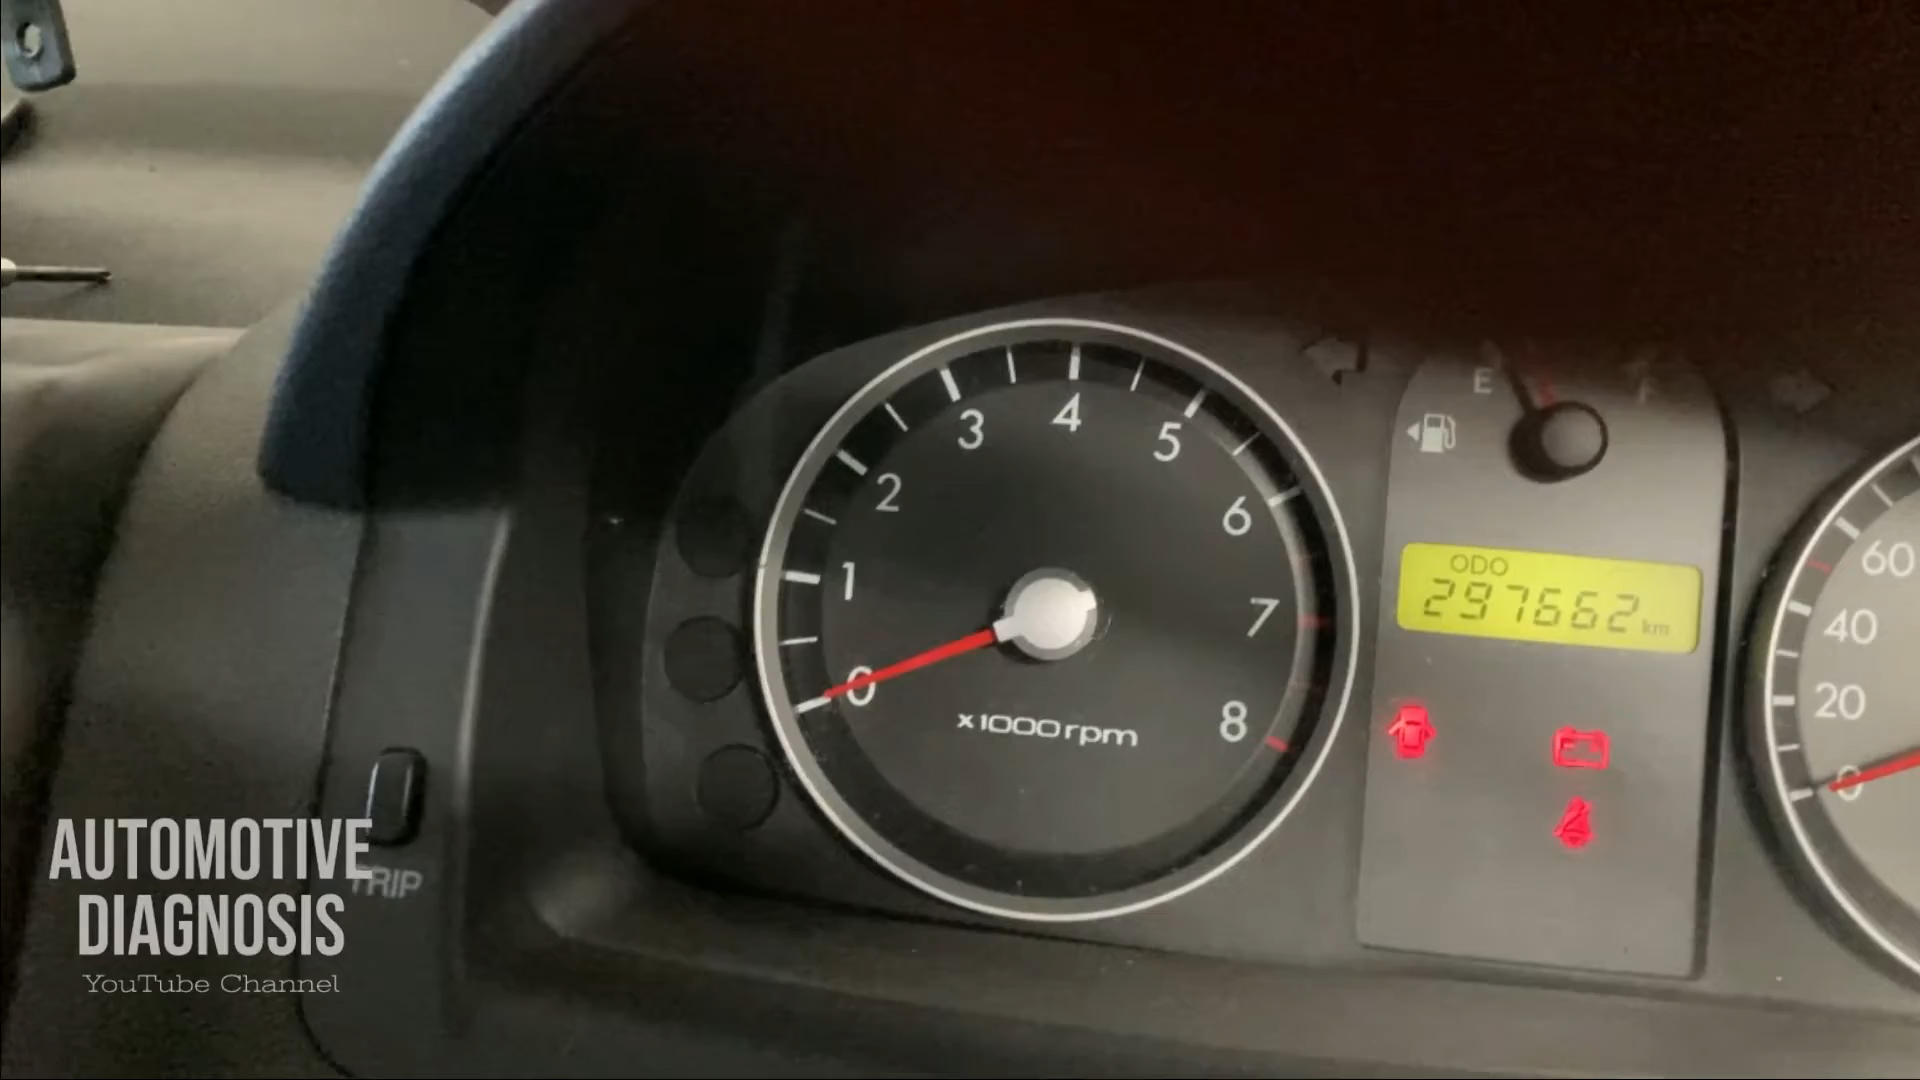 3
4
5
2
6
1
7
0
8
x1000rpm
E
F
ODO
297662 km
60
40
20
0
TRIP
AUTOMOTIVE
DIAGNOSIS
YouTube Channel